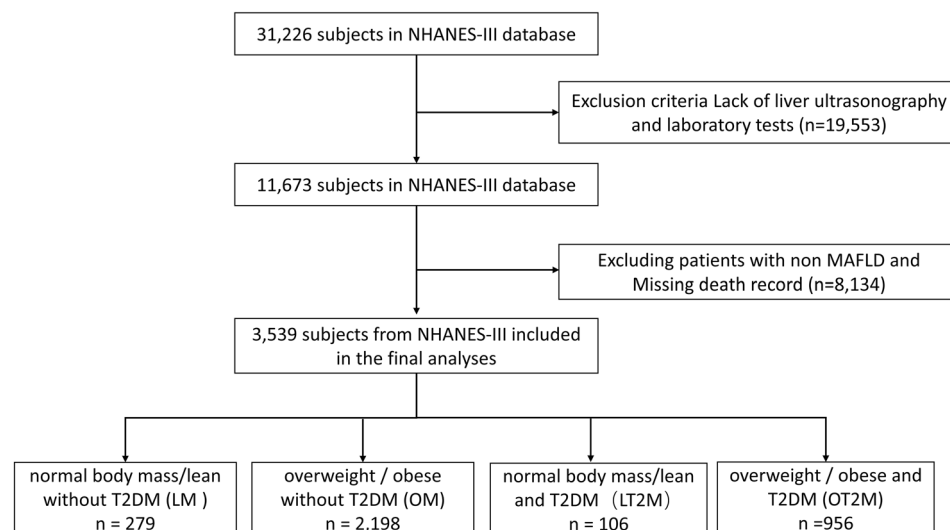 31,226 subjects in NHANES-III database
Exclusion criteria Lack of liver ultrasonography
and laboratory tests (n=19,553)
11,673 subjects in NHANES-III database
Excluding patients with non MAFLD and
Missing death record (n=8,134)
3,539 subjects from NHANES-III included
in the final analyses
normal body mass/lean
without T2DM (LM )
n = 279
overweight / obese
without T2DM (OM)
n = 2,198
normal body mass/lean
and T2DM（LT2M）
n = 106
overweight / obese and
T2DM (OT2M)
n =956